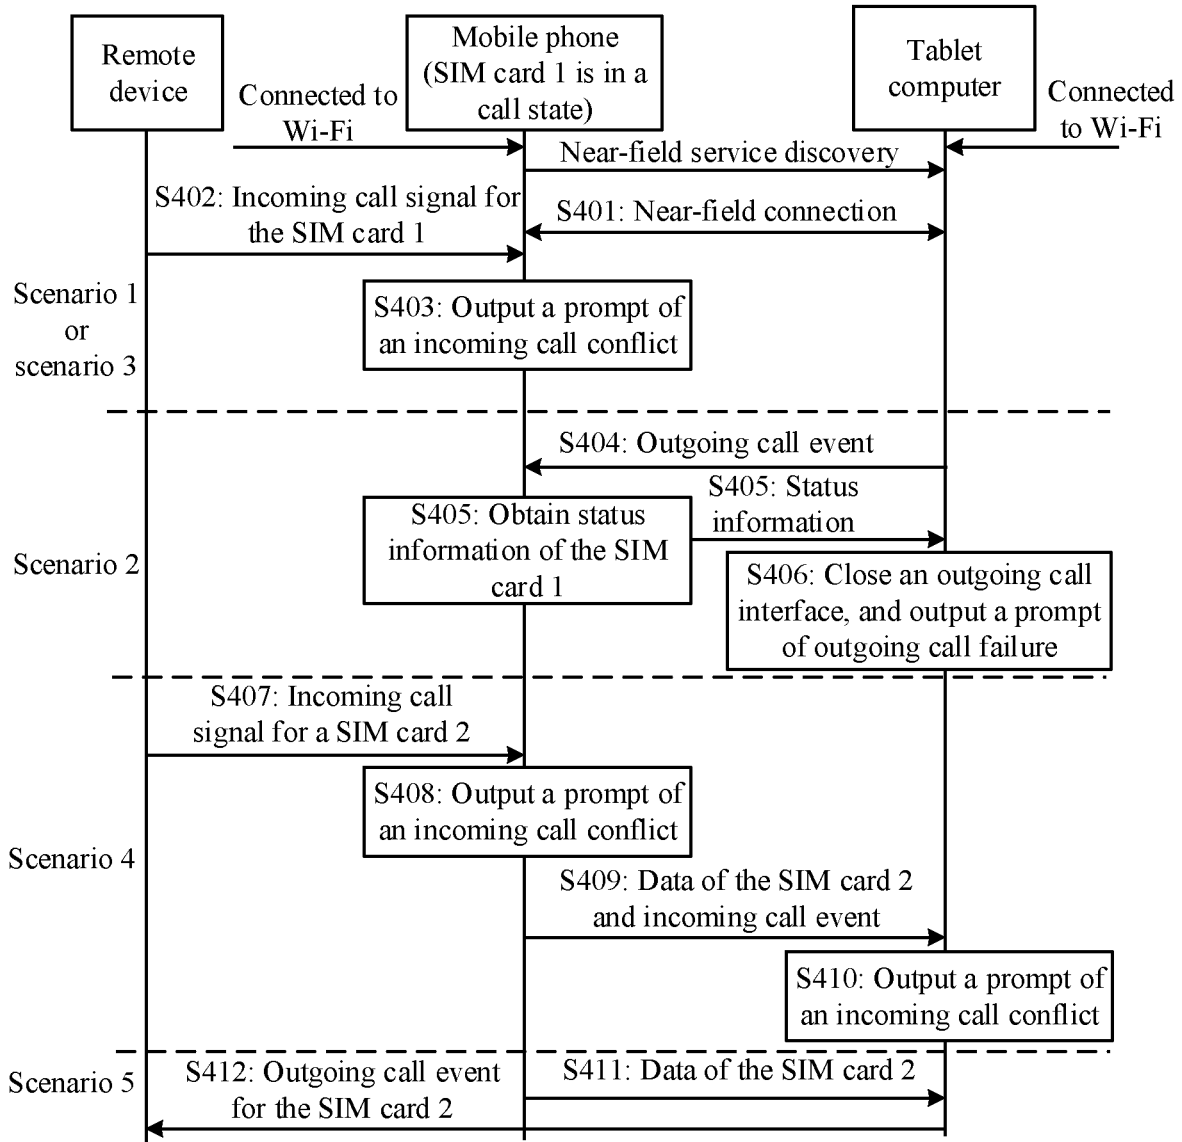 Remote
device
Mobile phone
(SIM card 1 is in a
call state)
Tablet
computer
Connected to
Wi-Fi
Connected
to Wi-Fi
Near-field service discovery
S402: Incoming call signal for
the SIM card 1
S401: Near-field connection
Scenario 1
or
scenario 3
S403: Output a prompt of
an incoming call conflict
S404: Outgoing call event
S405: Status
information
S405: Obtain status
information of the SIM
card 1
Scenario 2
S406: Close an outgoing call
interface, and output a prompt
of outgoing call failure
S407: Incoming call
signal for a SIM card 2
S408: Output a prompt of
an incoming call conflict
Scenario 4
S409: Data of the SIM card 2
and incoming call event
S410: Output a prompt of
an incoming call conflict
Scenario 5
S412: Outgoing call event
for the SIM card 2
S411: Data of the SIM card 2